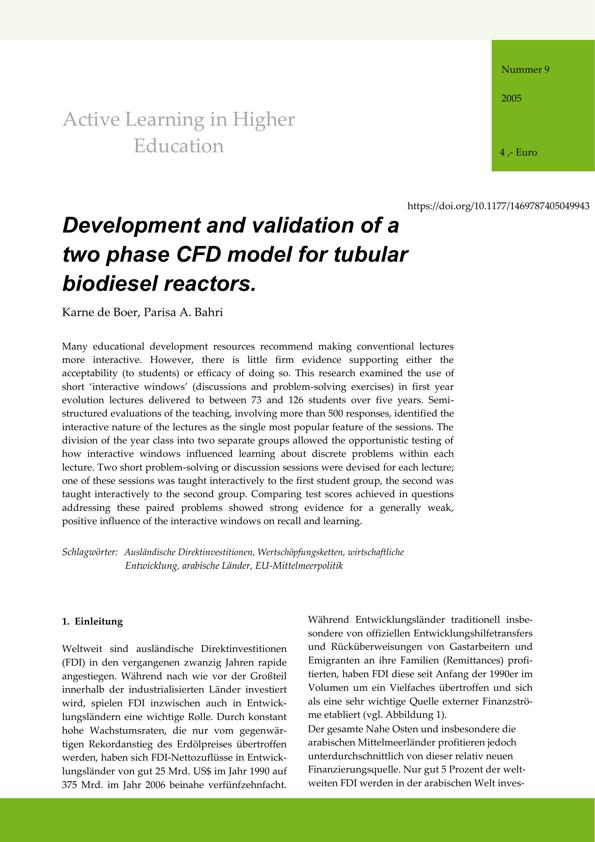 Nummer 9
2005
4 ,- Euro
Active Learning in Higher
Education
https://doi.org/10.1177/1469787405049943
Development and validation of a
two phase CFD model for tubular
biodiesel reactors.
Karne de Boer, Parisa A. Bahri
Many educational development resources recommend making conventional lectures
more interactive. However, there is little firm evidence supporting either the
acceptability (to students) or efficacy of doing so. This research examined the use of
short ‘interactive windows’ (discussions and problem-solving exercises) in first year
evolution lectures delivered to between 73 and 126 students over five years. Semi-
structured evaluations of the teaching, involving more than 500 responses, identified the
interactive nature of the lectures as the single most popular feature of the sessions. The
division of the year class into two separate groups allowed the opportunistic testing of
how interactive windows influenced learning about discrete problems within each
lecture. Two short problem-solving or discussion sessions were devised for each lecture;
one of these sessions was taught interactively to the first student group, the second was
taught interactively to the second group. Comparing test scores achieved in questions
addressing these paired problems showed strong evidence for a generally weak,
positive influence of the interactive windows on recall and learning.
Schlagwörter: Ausländische Direktinvestitionen, Wertschöpfungsketten, wirtschaftliche
Entwicklung, arabische Länder, EU-Mittelmeerpolitik
1. Einleitung
Weltweit sind ausländische Direktinvestitionen
(FDI) in den vergangenen zwanzig Jahren rapide
angestiegen. Während nach wie vor der Großteil
innerhalb der industrialisierten Länder investiert
wird, spielen FDI inzwischen auch in Entwick-
lungsländern eine wichtige Rolle. Durch konstant
hohe Wachstumsraten, die nur vom gegenwär-
tigen Rekordanstieg des Erdölpreises übertroffen
werden, haben sich FDI-Nettozuflüsse in Entwick-
lungsländer von gut 25 Mrd. US$ im Jahr 1990 auf
375 Mrd. im Jahr 2006 beinahe verfünfzehnfacht.
Während Entwicklungsländer traditionell insbe-
sondere von offiziellen Entwicklungshilfetransfers
und Rücküberweisungen von Gastarbeitern und
Emigranten an ihre Familien (Remittances) profi-
tierten, haben FDI diese seit Anfang der 1990er im
Volumen um ein Vielfaches übertroffen und sich
als eine sehr wichtige Quelle externer Finanzströ-
me etabliert (vgl. Abbildung 1).
Der gesamte Nahe Osten und insbesondere die
arabischen Mittelmeerländer profitieren jedoch
unterdurchschnittlich von dieser relativ neuen
Finanzierungsquelle. Nur gut 5 Prozent der welt-
weiten FDI werden in der arabischen Welt inves-